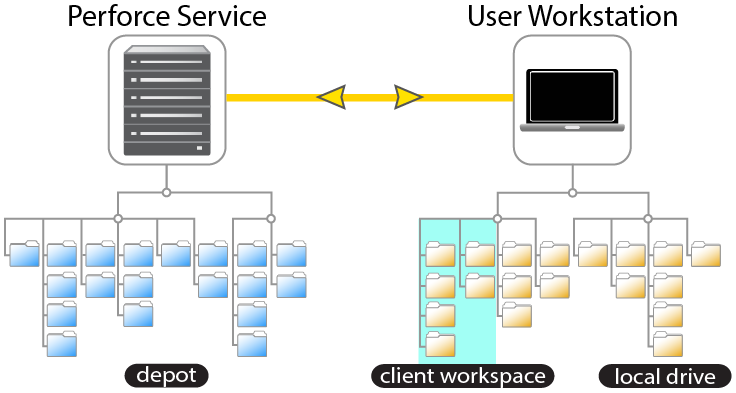 Perforce Service
User Workstation
depot
client workspace
local drive